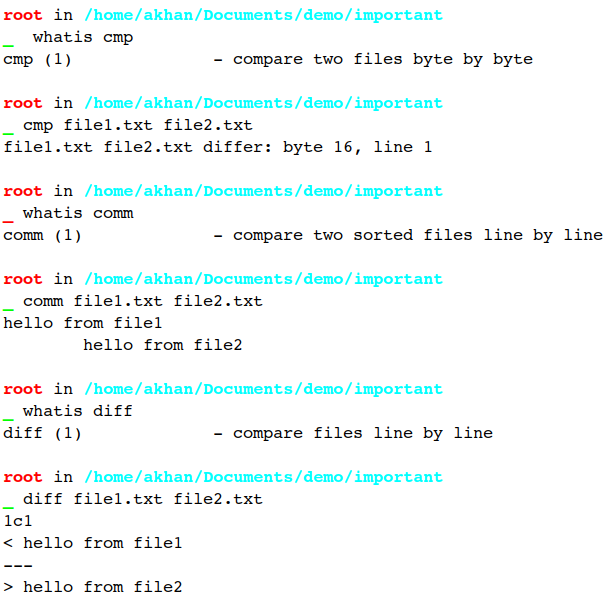 root in /home/akhan/Documents/demo/important
_ whatis cmp
cmp (1)              - compare two files byte by byte
root in /home/akhan/Documents/demo/important
_ cmp file1.txt file2.txt
file1.txt file2.txt differ: byte 16, line 1
root in /home/akhan/Documents/demo/important
_ whatis comm
comm (1)             - compare two sorted files line by line
root in /home/akhan/Documents/demo/important
_ comm file1.txt file2.txt
hello from file1
        hello from file2
root in /home/akhan/Documents/demo/important
_ whatis diff
diff (1)             - compare files line by line
root in /home/akhan/Documents/demo/important
_ diff file1.txt file2.txt
1c1
< hello from file1
---
> hello from file2